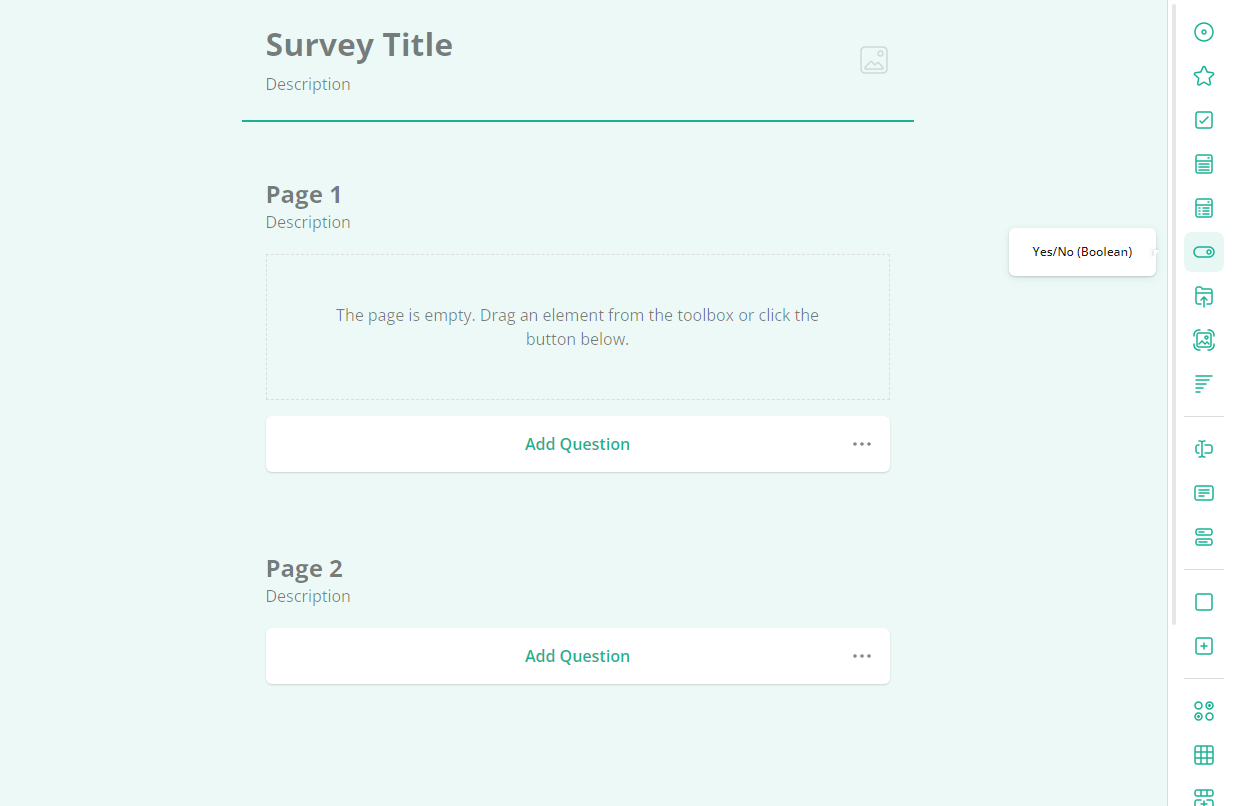 Survey Title
Description
Page 1
Description
Yes/No (Boolean)
The page is empty. Drag an element from the toolbox or click the
button below.
Add Question
Page 2
Description
Add Question